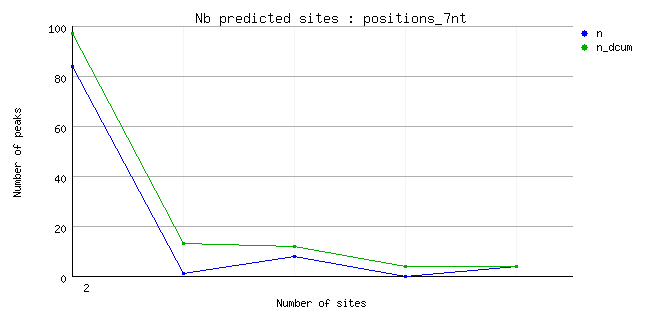 Nb predicted sites : positions_7nt
n
n_dcum
100
80
60
40
20
0
2
Number of peaks
Number of sites